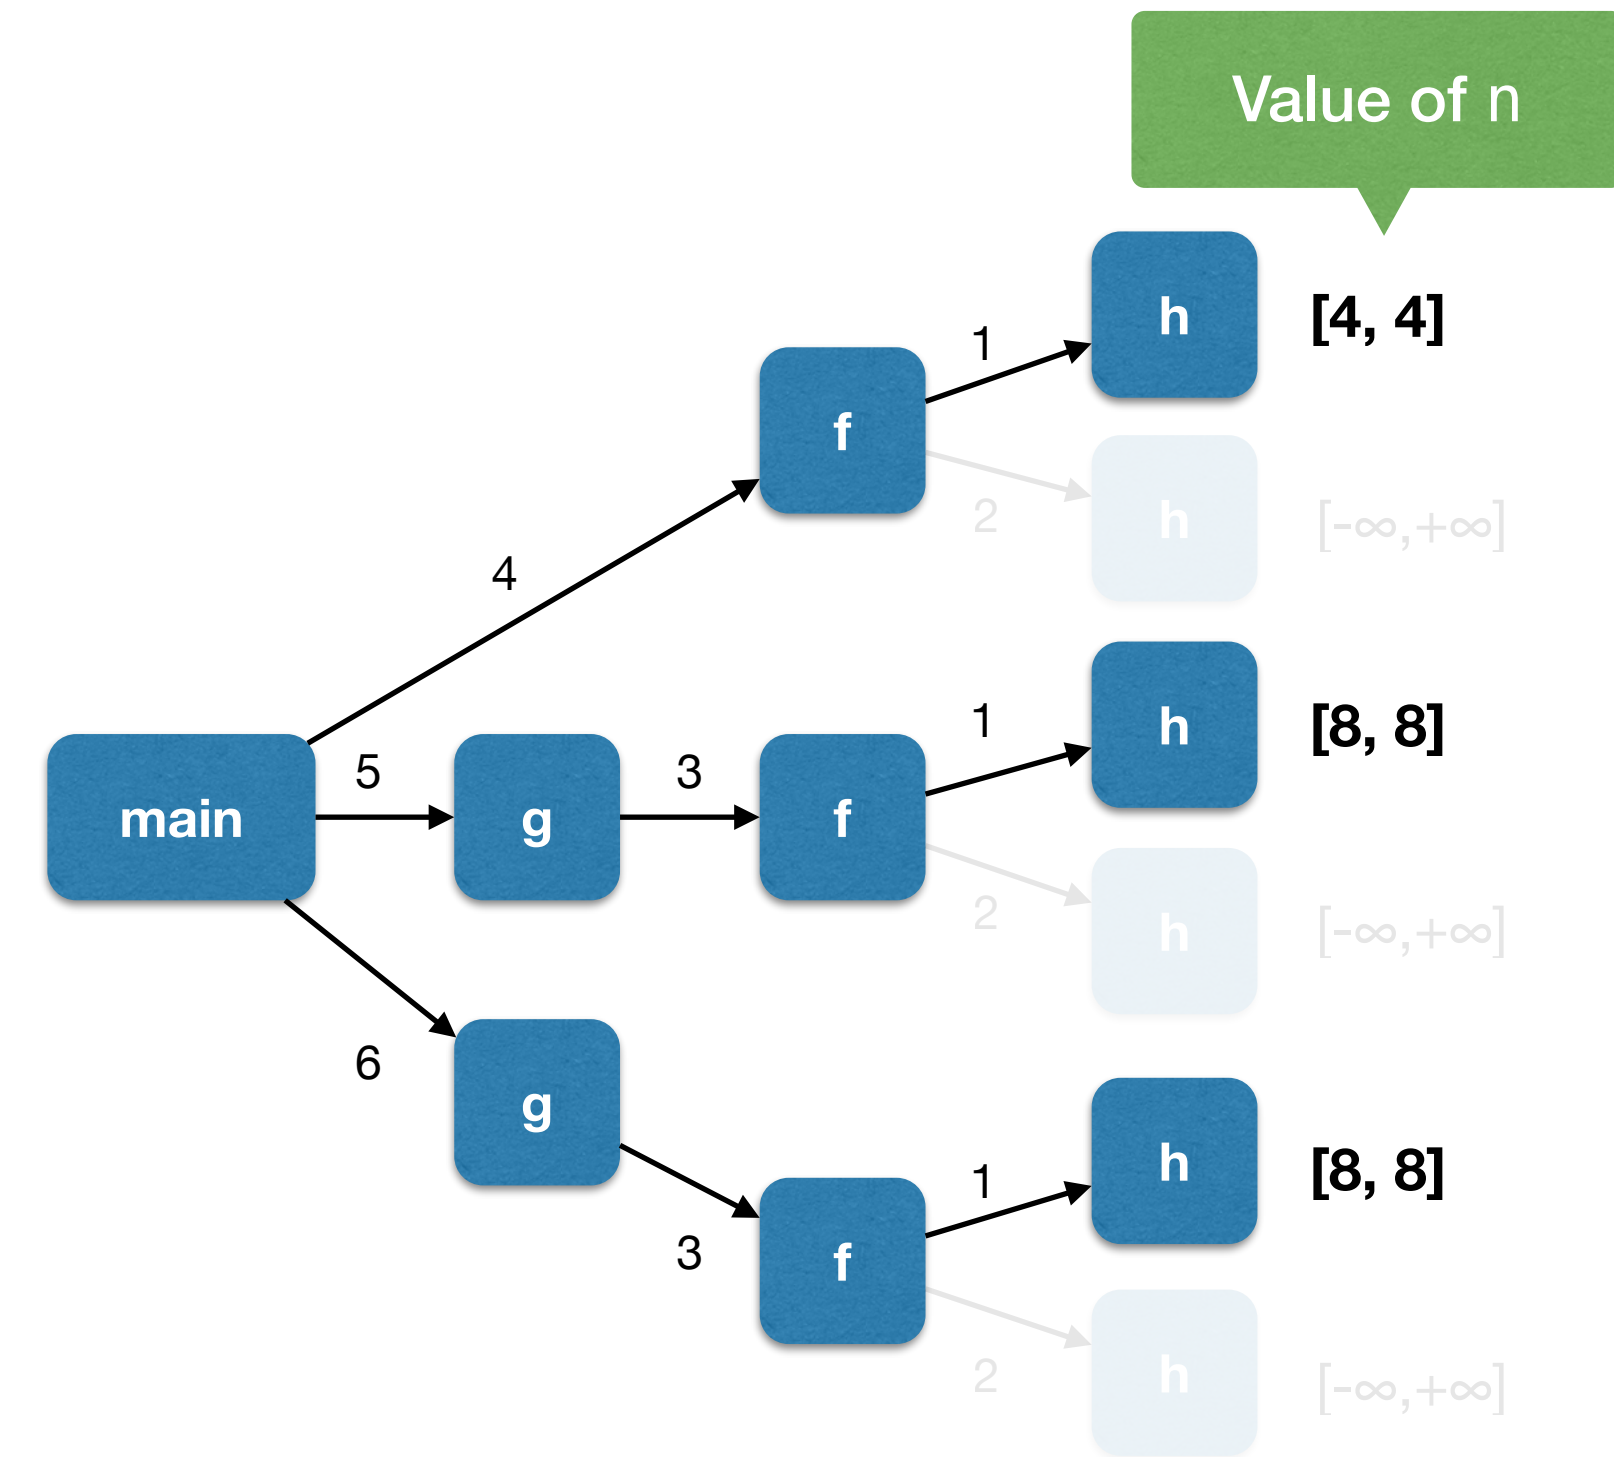 Value of n
h
[4, 4]
1
f
h
[-∞,+∞]
2
4
h
[8, 8]
1
5
3
main
g
f
2
h
[-∞,+∞]
6
g
h
[8, 8]
1
3
f
2
h
[-∞,+∞]